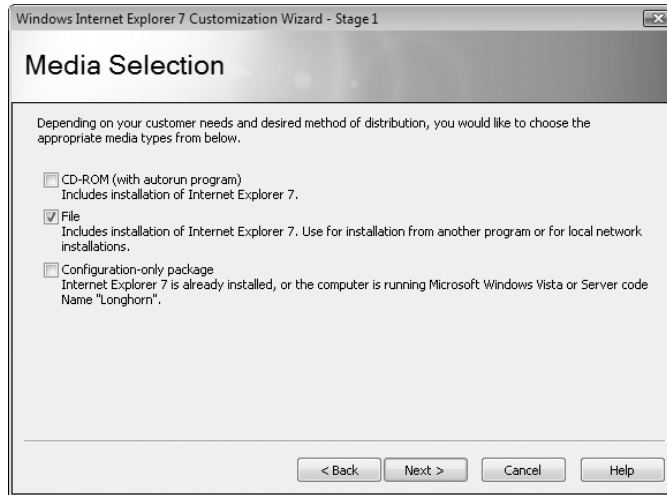 Windows Internet Explorer 7 Customization Wizard - Stage 1
Media Selection
Depending on your customer needs and desired method of distribution, you would like to choose the
appropriate media types from below.
CD-ROM (with autorun program)
Includes installation of Internet Explorer 7.
File
Includes installation of Internet Explorer 7. Use for installation from another program or for local network
installations.
Configuration-only package
Internet Explorer 7 is already installed, or the computer is running Microsoft Windows Vista or Server code
Name "Longhorn".
< Back Next > Cancel Help